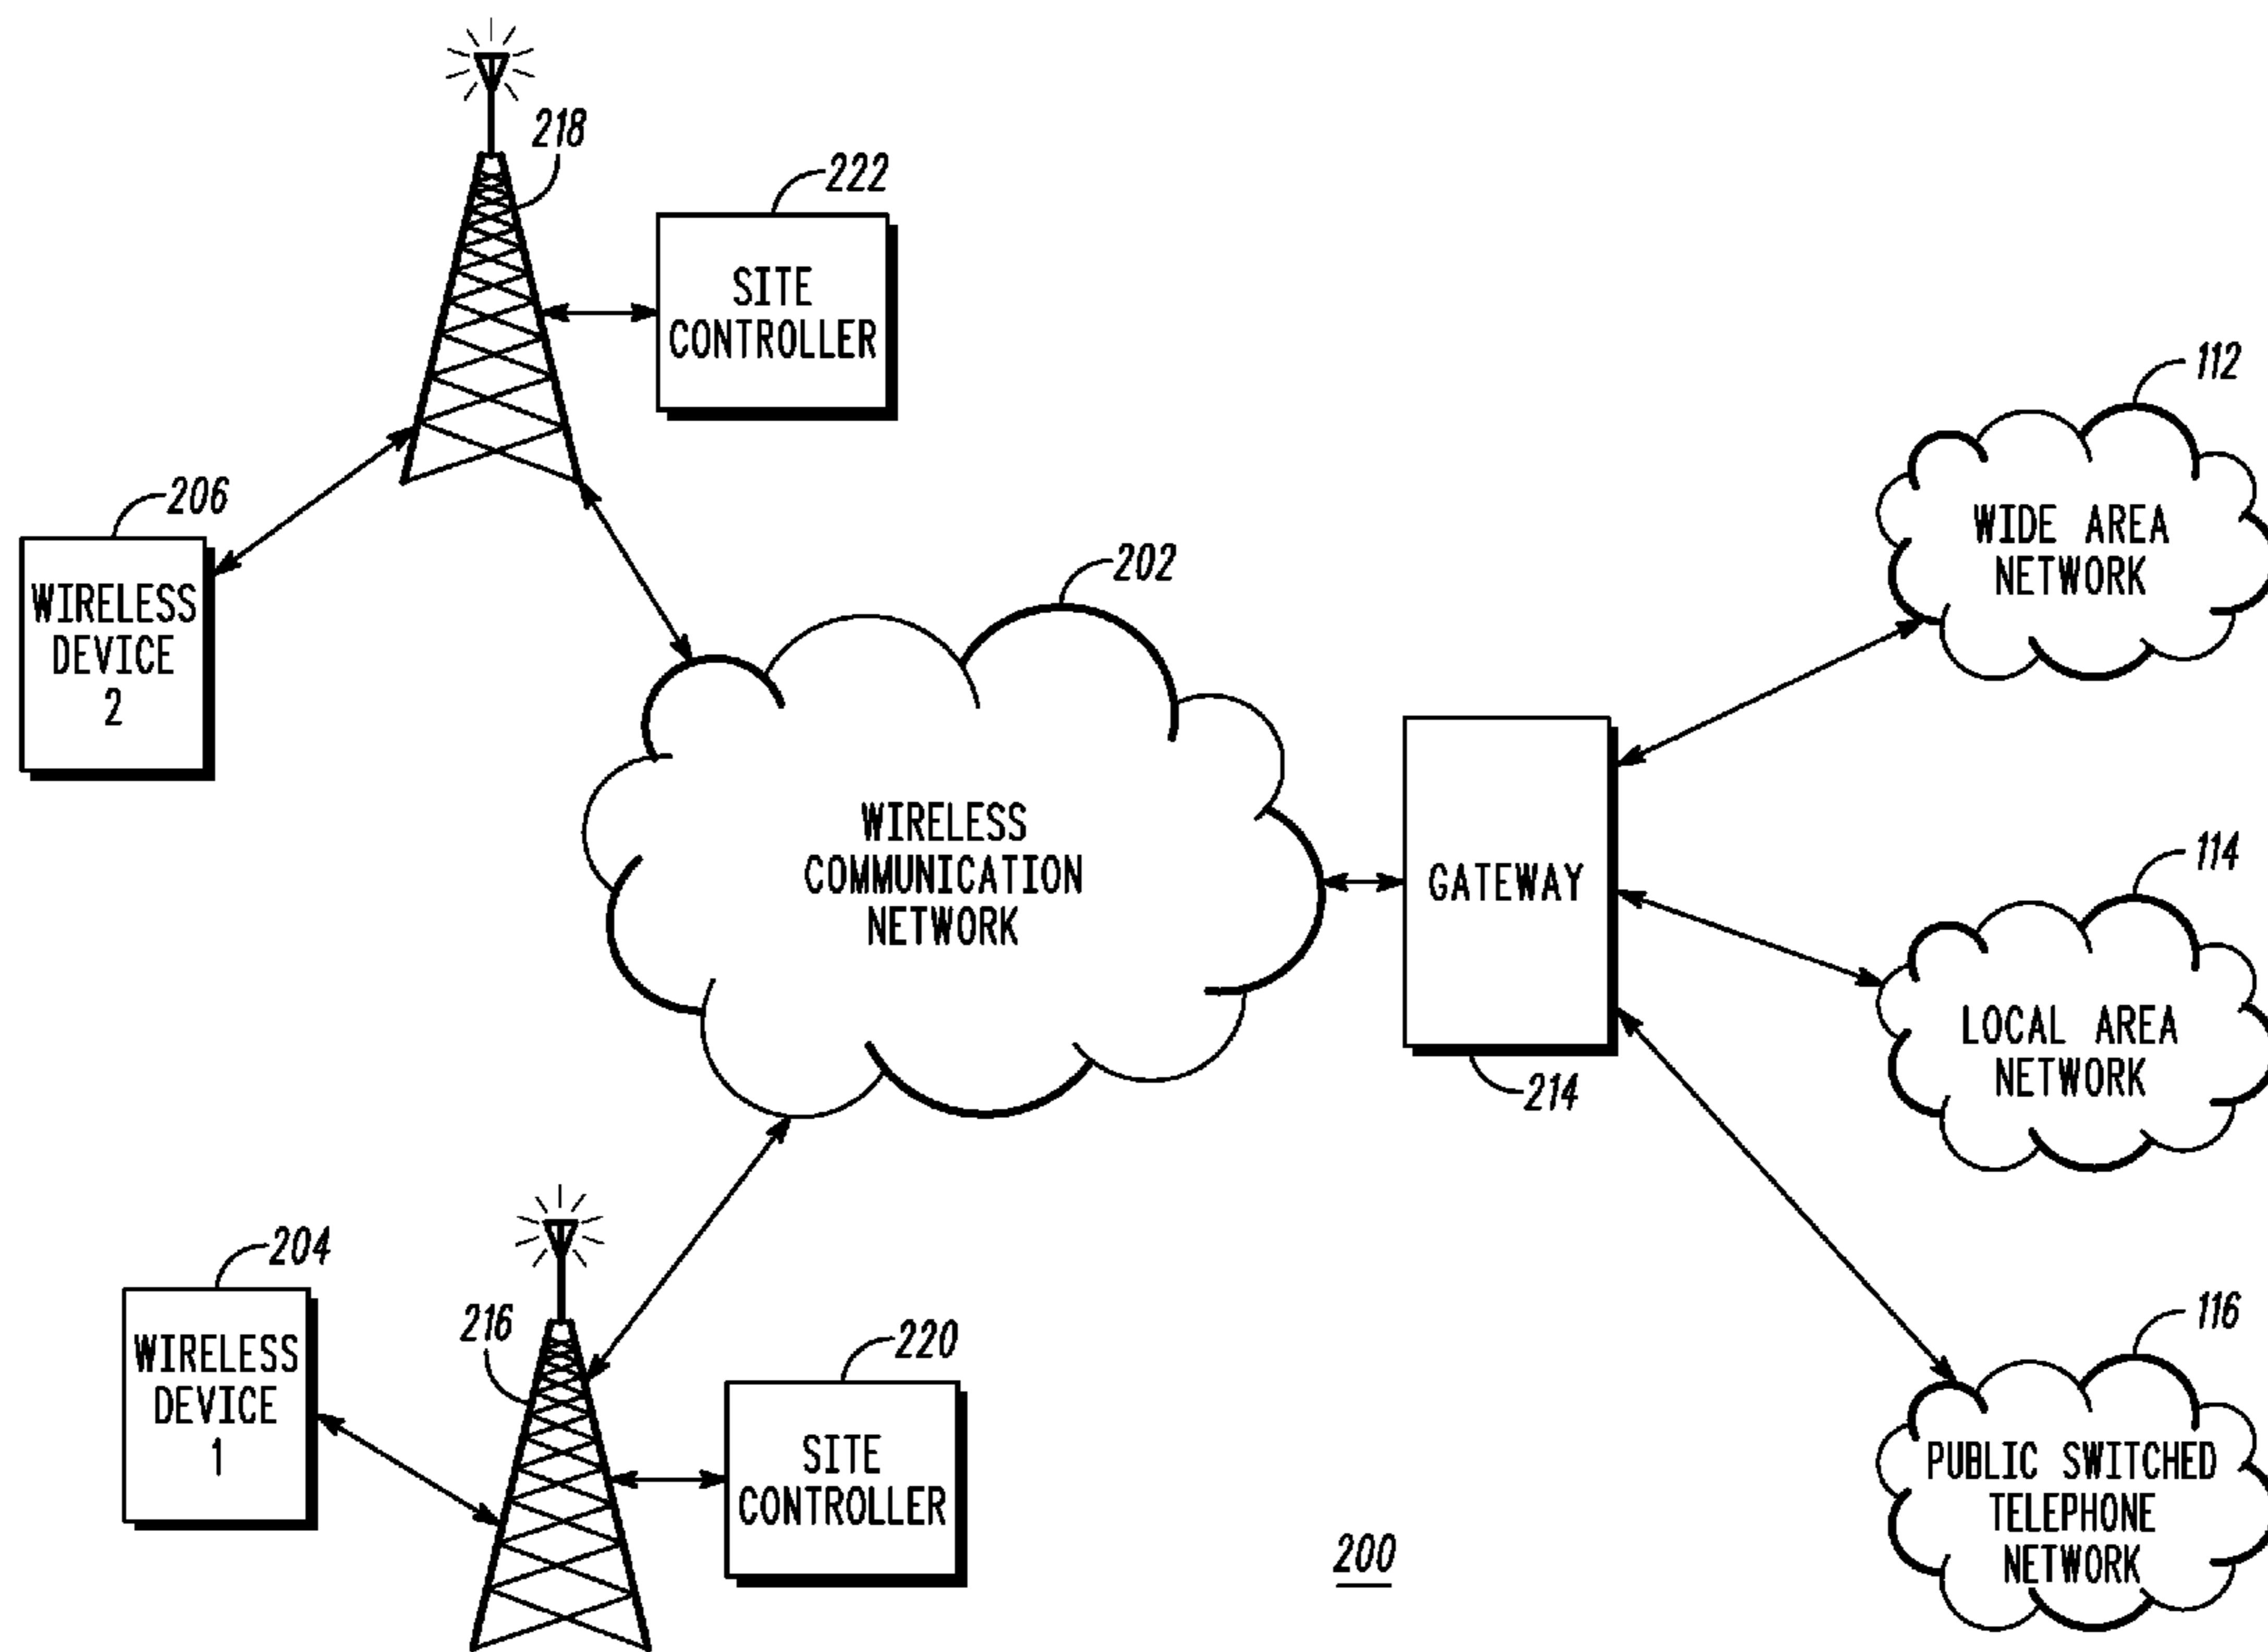 218
222
SITE
CONTROLLER
112
WIDE AREA
NETWORK
206
WIRELESS
DEVICE
2
202
WIRELESS
COMMUNICATION
NETWORK
GATEWAY
214
114
LOCAL AREA
NETWORK
204
WIRELESS
DEVICE
1
216
220
SITE
CONTROLLER
116
PUBLIC SWITCHED
TELEPHONE
NETWORK
200